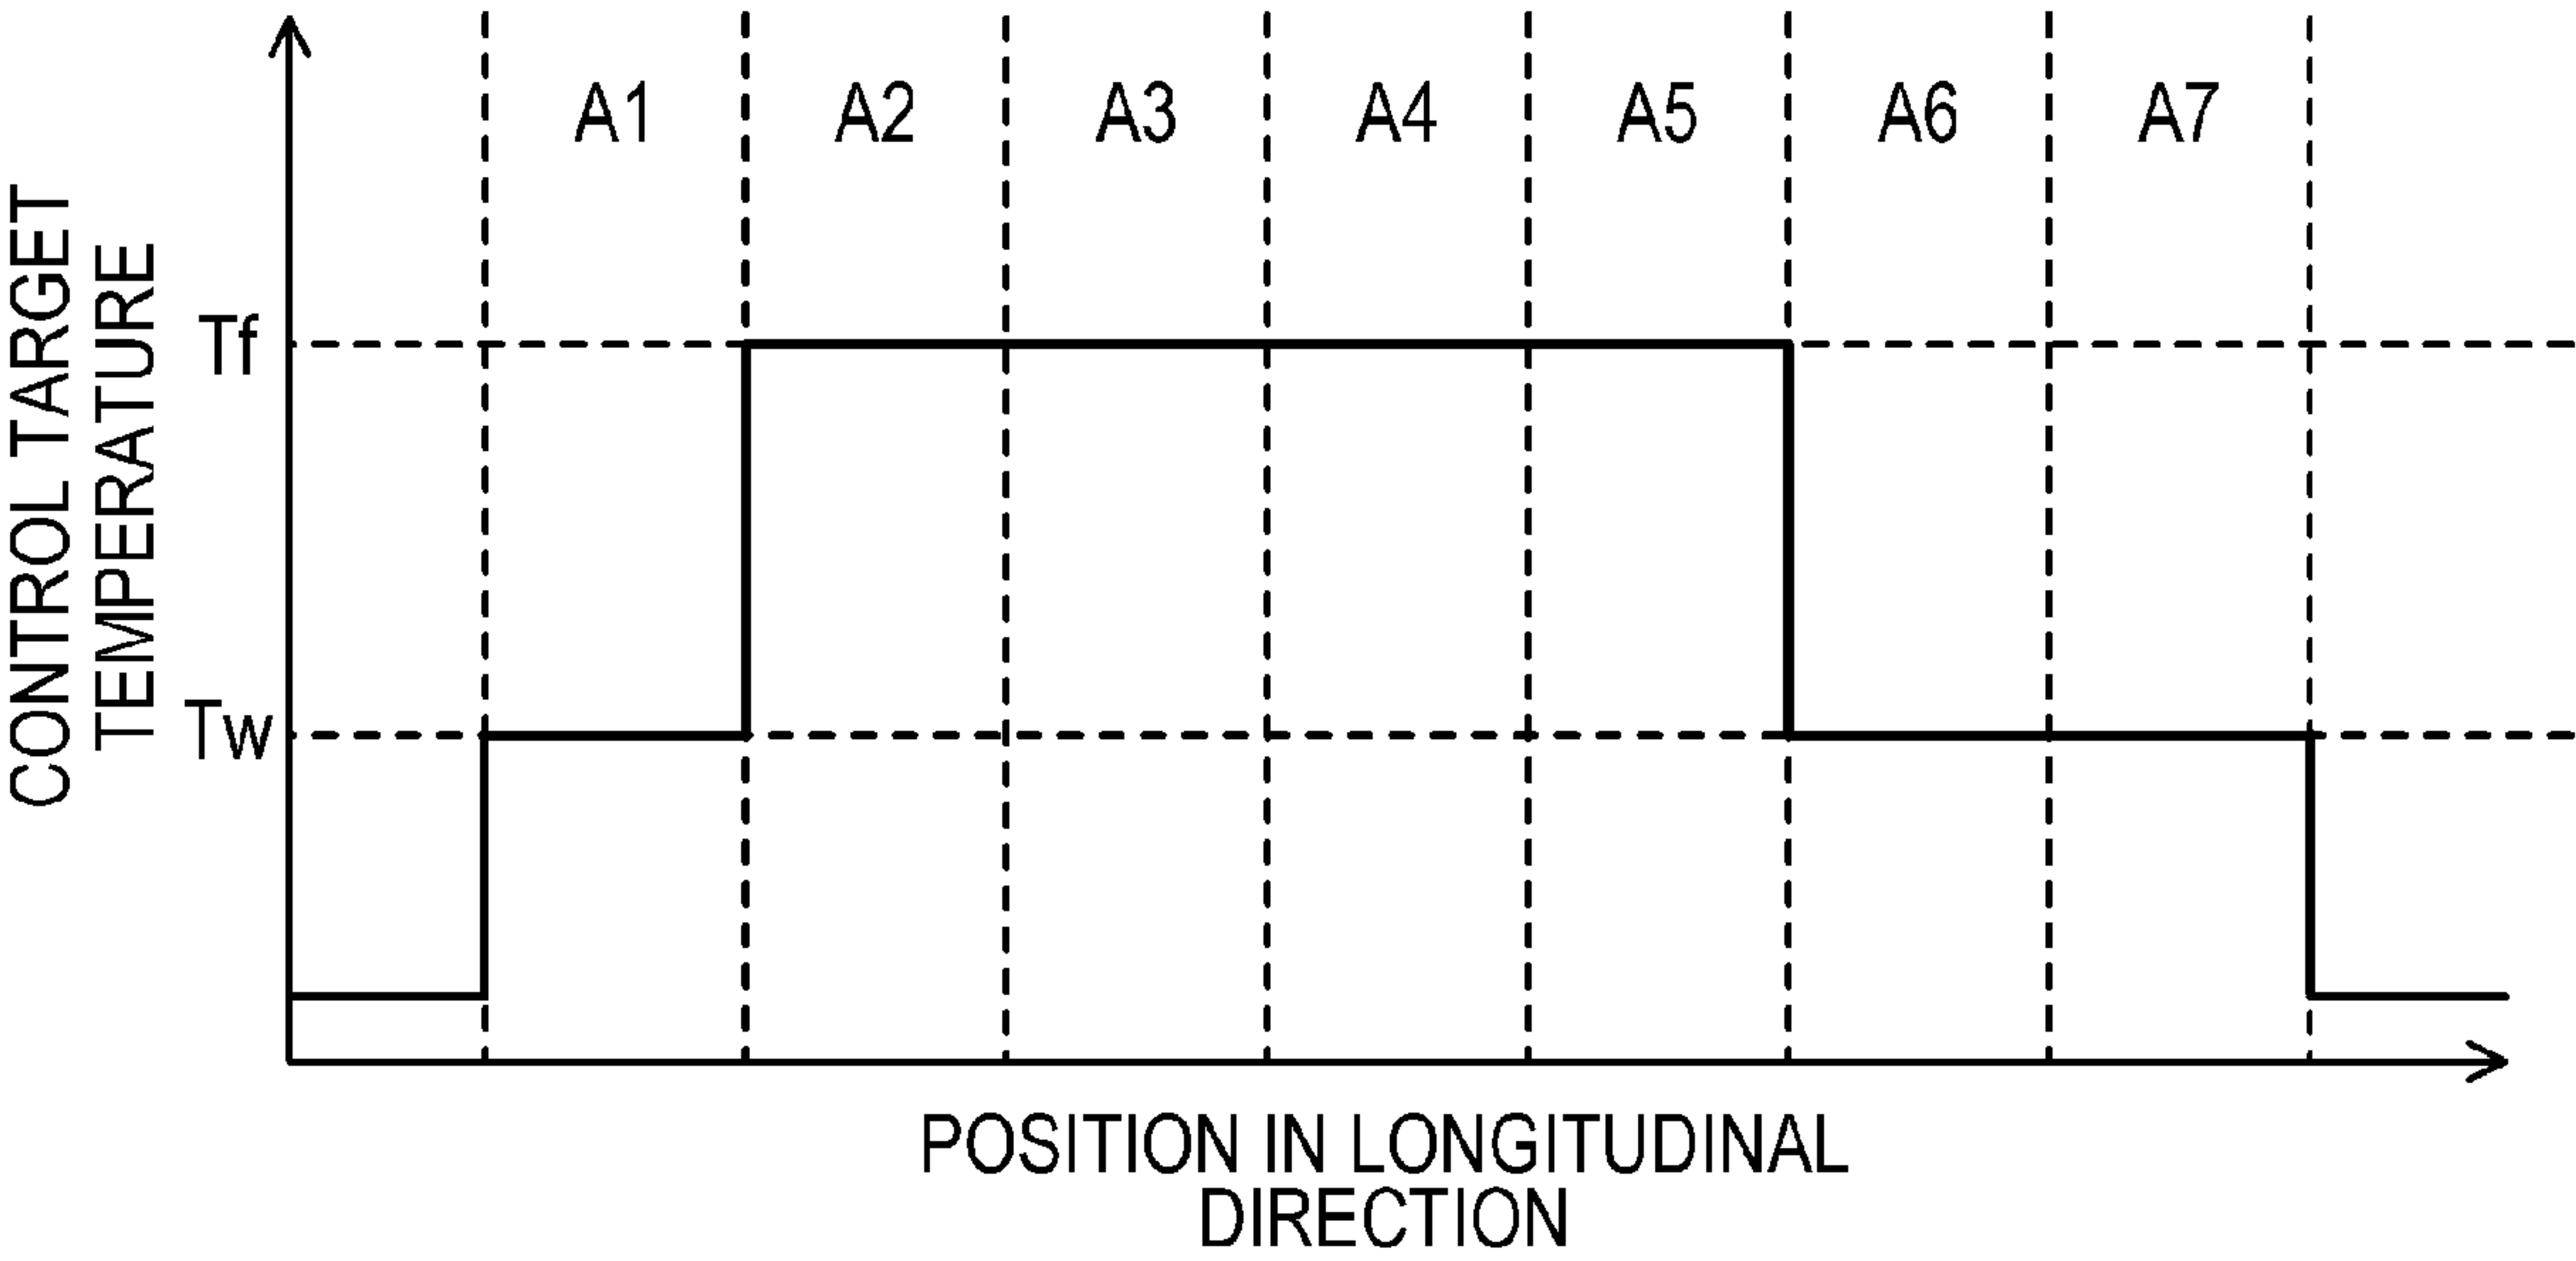 A1 A2 A3 A4 A5 A6 A7
CONTROL TARGET
TEMPERATURE
Tf
Tw
POSITION IN LONGITUDINAL
DIRECTION